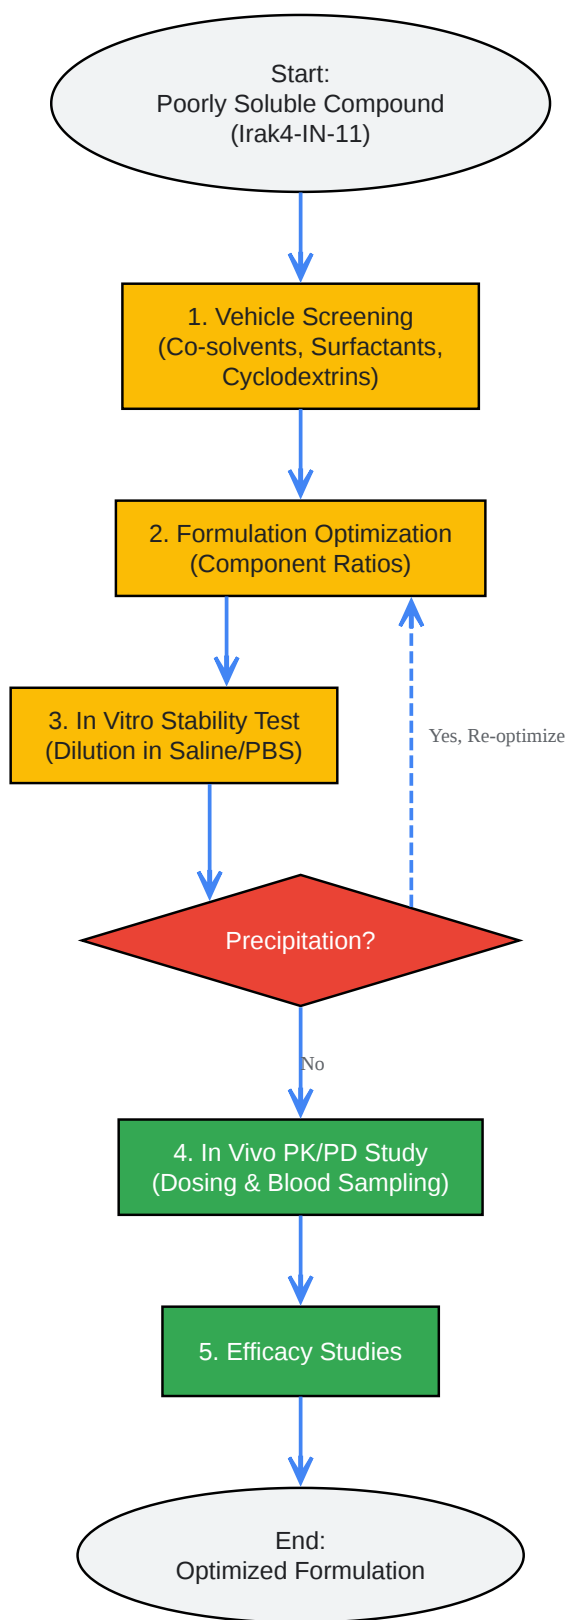 Start:
Poorly Soluble Compound
(Irak4-IN-11)
1. Vehicle Screening
(Co-solvents, Surfactants,
Cyclodextrins)
2. Formulation Optimization
(Component Ratios)
3. In Vitro Stability Test
(Dilution in Saline/PBS)
Yes, Re-optimize
Precipitation?
No
4. In Vivo PK/PD Study
(Dosing & Blood Sampling)
5. Efficacy Studies
End:
Optimized Formulation